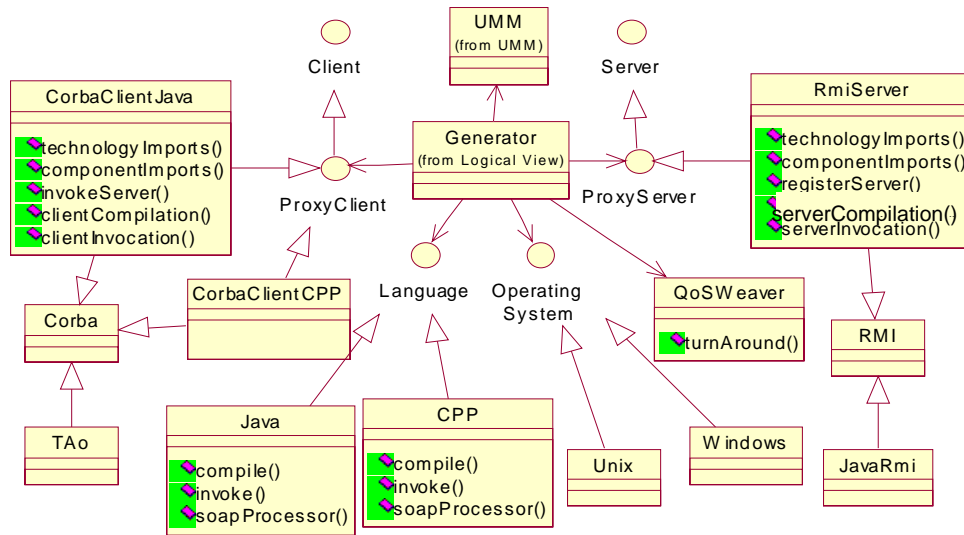 UMM
(from UMM)
Client
Server
CorbaClientJava
technologyImports()
componentImports()
invokeServer()
clientCompilation()
clientInvocation()
Generator
(from Logical View)
RmiServer
technologyImports()
componentImports()
registerServer()
serverCompilation()
serverInvocation()
ProxyClient
ProxyServer
Corba
CorbaClientCPP
Language
Operating
System
QoSWeaver
turnAround()
RMI
TAo
Java
compile()
invoke()
soapProcessor()
CPP
compile()
invoke()
soapProcessor()
Unix
Windows
JavaRmi